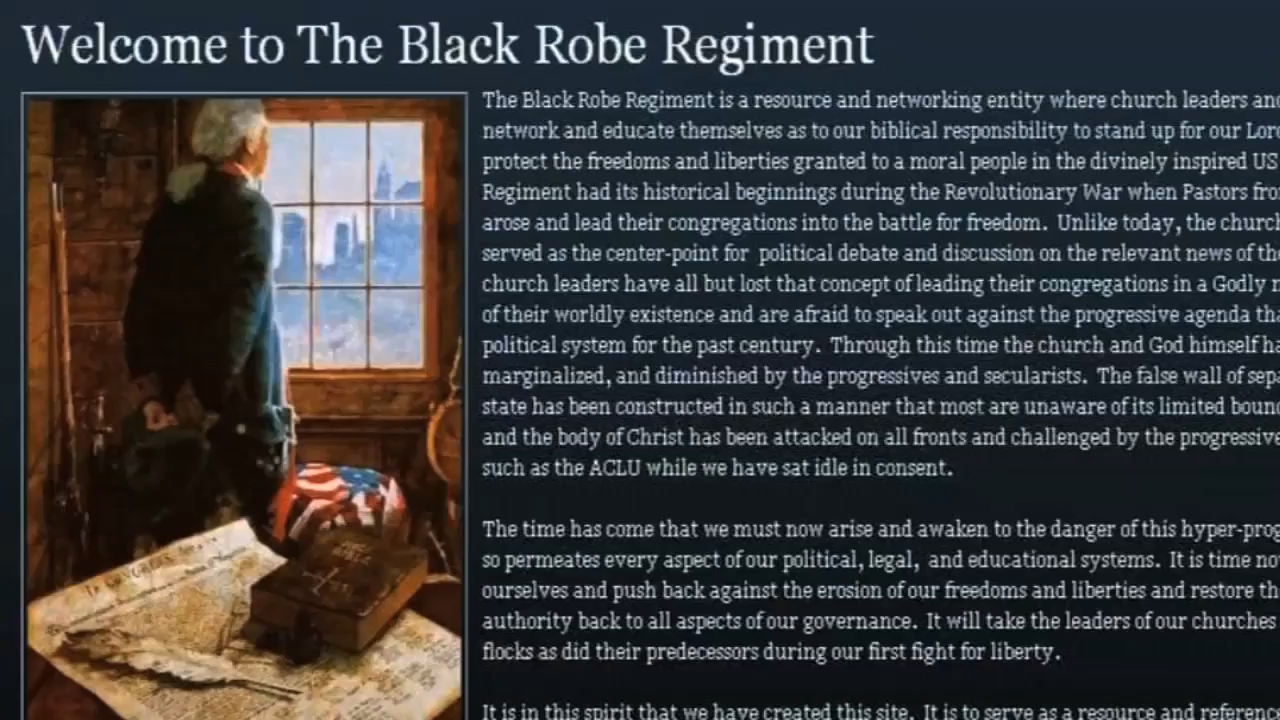 Welcome to The Black Robe Regiment
The Black Robe Regiment is a resource and networking entity where church leaders and
network and educate themselves as to our biblical responsibility to stand up for our Lord
protect the freedoms and liberties granted to a moral people in the divinely inspired US
Regiment had its historical beginnings during the Revolutionary War when Pastors fro
arose and lead their congregations into the battle for freedom. Unlike today, the church
served as the center-point for political debate and discussion on the relevant news of the
church leaders have all but lost that concept of leading their congregations in a Godly
of their worldly existence and are afraid to speak out against the progressive agenda tha
political system for the past century. Through this time the church and God himself ha
marginalized, and diminished by the progressives and secularists. The false wall of sepa
state has been constructed in such a manner that most are unaware of its limited boun
and the body of Christ has been attacked on all fronts and challenged by the progressive
such as the ACLU while we have sat idle in consent.
The time has come that we must now arise and awaken to the danger of this hyper-prog
so permeates every aspect of our political, legal, and educational systems. It is time no
ourselves and push back against the erosion of our freedoms and liberties and restore th
authority back to all aspects of our governance. It will take the leaders of our churches
flocks as did their predecessors during our first fight for liberty.
It is in this spirit that we have created this site. It is to serve as a resource and reference